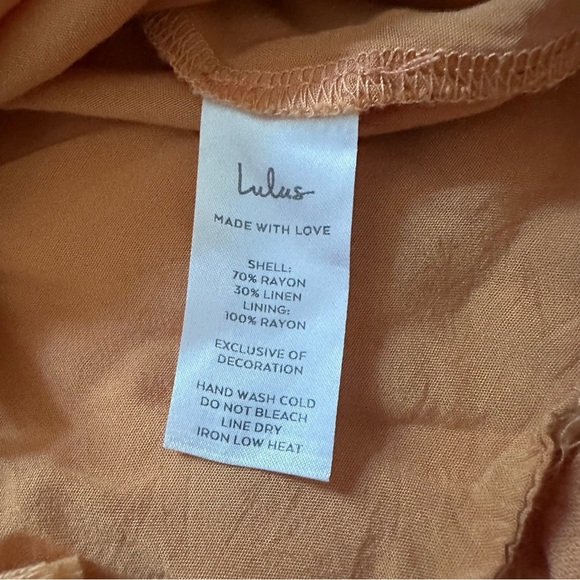 Lulus
MADE WITH LOVE
SHELL:
70% RAYON
30% LINEN
LINING:
100% RAYON
EXCLUSIVE OF
DECORATION
HAND WASH COLD
DO NOT BLEACH
LINE DRY
IRON LOW HEAT